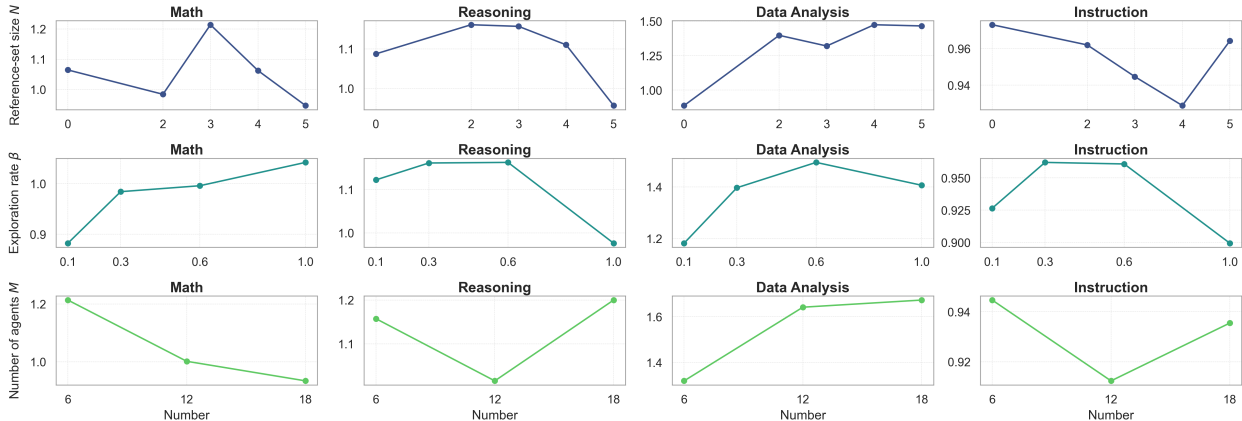 Reference-set size N
Math
1.2
1.1
1.0
0 2 3 4 5
Reasoning
1.1
1.0
0 2 3 4 5
Data Analysis
1.50
1.25
1.00
0 2 3 4 5
Instruction
0.96
0.94
0 2 3 4 5
Exploration rate β
Math
1.0
0.9
0.1 0.3 0.6 1.0
Reasoning
1.1
1.0
0.1 0.3 0.6 1.0
Data Analysis
1.4
1.2
0.1 0.3 0.6 1.0
Instruction
0.950
0.925
0.900
0.1 0.3 0.6 1.0
Number of agents M
Math
1.2
1.0
6 12 18
Number
Reasoning
1.2
1.1
6 12 18
Number
Data Analysis
1.6
1.4
6 12 18
Number
Instruction
0.94
0.92
6 12 18
Number